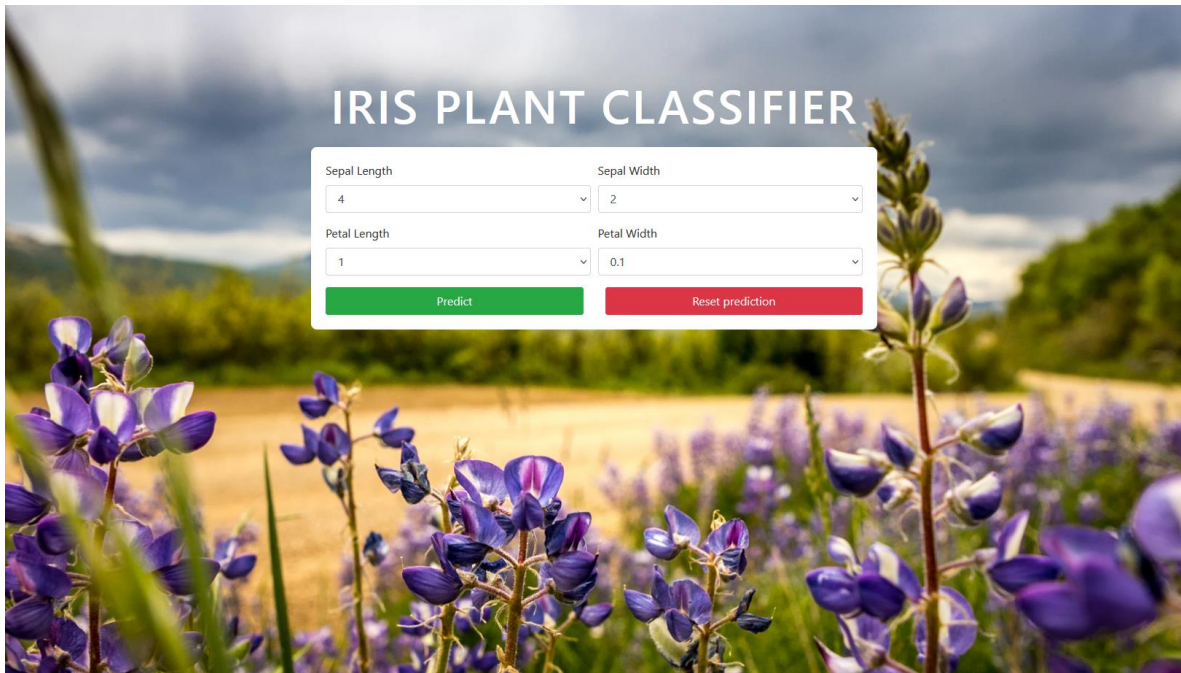 IRIS PLANT CLASSIFIER
Sepal Length Sepal Width
4 2
Petal Length Petal Width
1 0.1
Predict Reset prediction